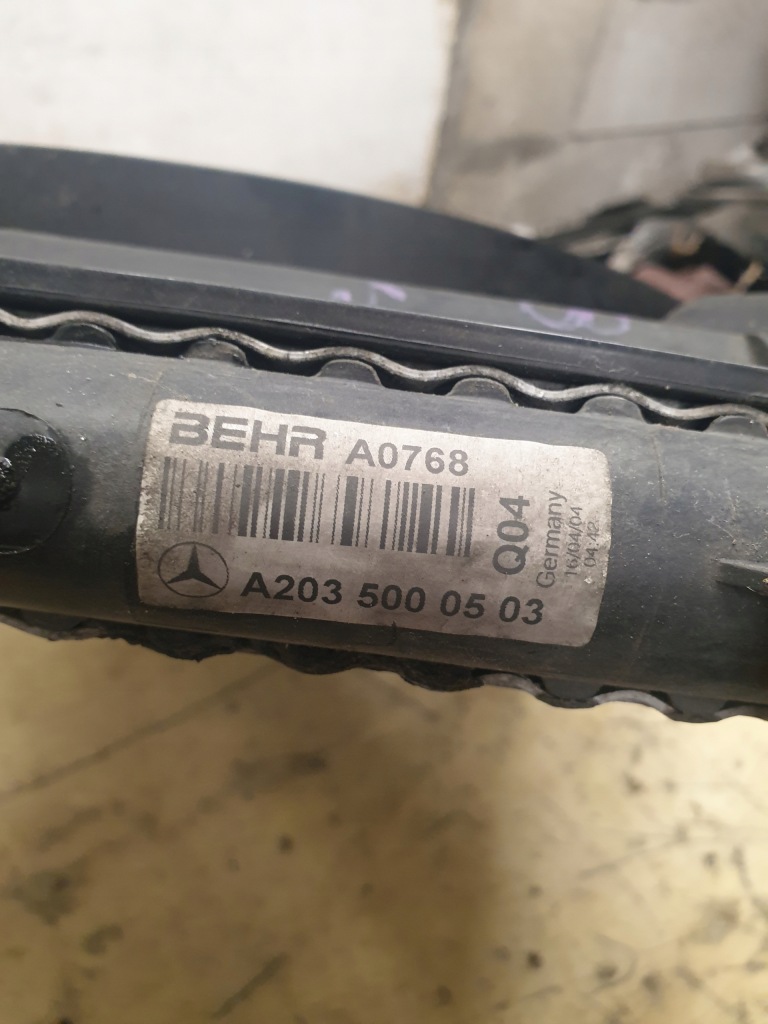 BEHR A0768
A203 500 05 03
Q04
Germany
16/04/04
04:42